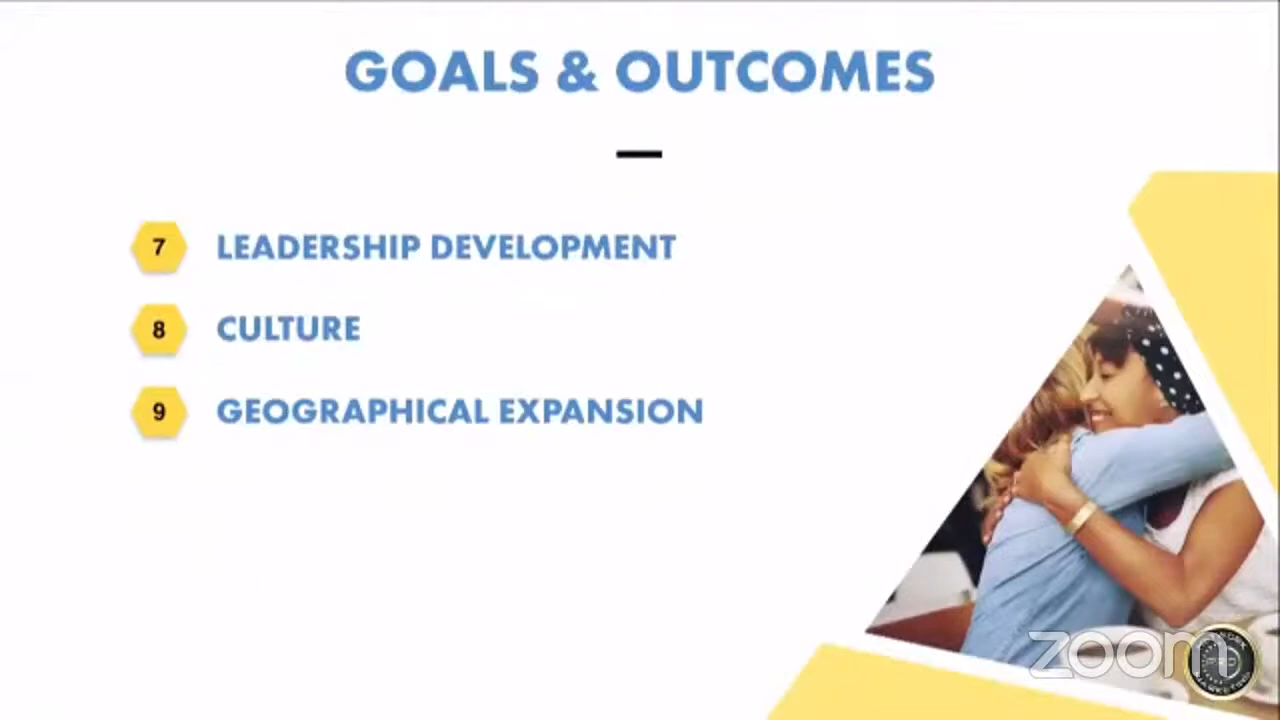 GOALS & OUTCOMES
7 LEADERSHIP DEVELOPMENT
8 CULTURE
9 GEOGRAPHICAL EXPANSION
zoom